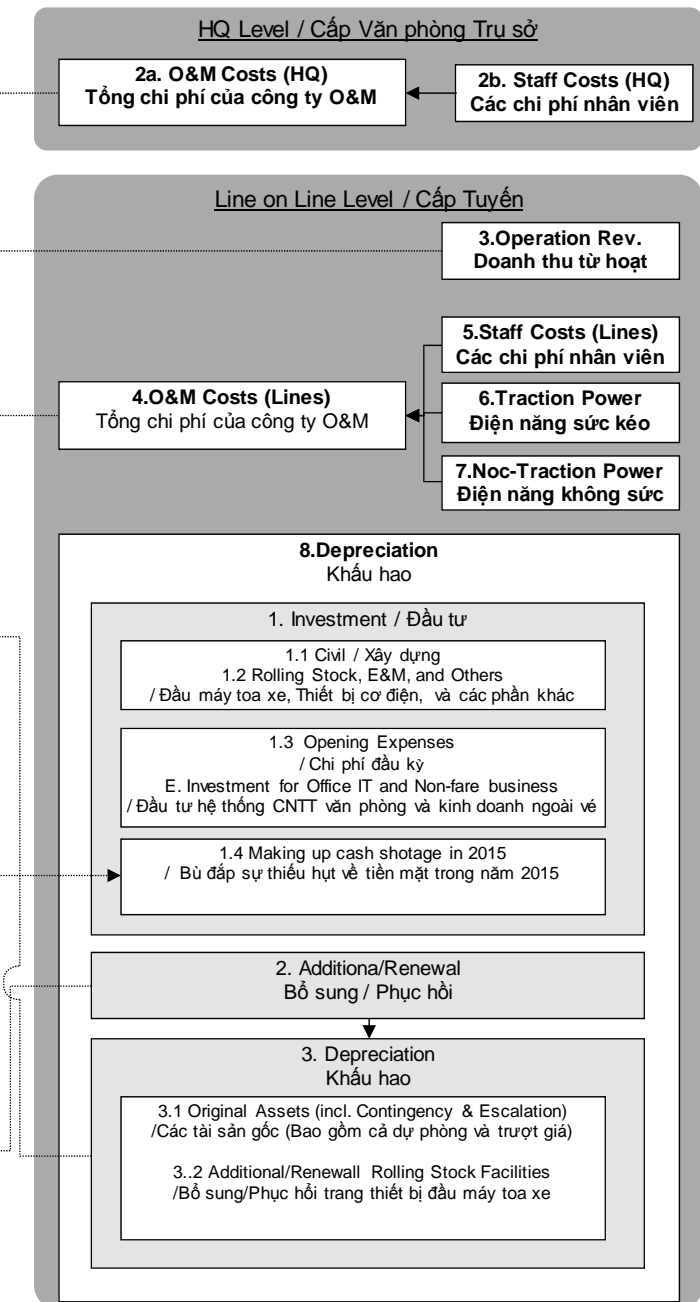 HQ Level / Cấp Văn phòng Trụ sở
2a. O&M Costs (HQ)
Tổng chi phí của công ty O&M
2b. Staff Costs (HQ)
Các chi phí nhân viên
Line on Line Level / Cấp Tuyến
3.Operation Rev.
Doanh thu từ hoạt
5.Staff Costs (Lines)
Các chi phí nhân viên
4.O&M Costs (Lines)
Tổng chi phí của công ty O&M
6.Traction Power
Điện năng sức kéo
7.Noc-Traction Power
Điện năng không sức
8.Depreciation
Khấu hao
1. Investment / Đầu tư
1.1 Civil / Xây dựng
1.2 Rolling Stock, E&M, and Others
/ Đầu máy toa xe, Thiết bị cơ điện, và các phần khác
1.3 Opening Expenses
/ Chi phí đầu kỳ
E. Investment for Office IT and Non-fare business
/ Đầu tư hệ thống CNTT văn phòng và kinh doanh ngoài vé
1.4 Making up cash shotage in 2015
/ Bù đắp sự thiếu hụt về tiền mặt trong năm 2015
2. Additiona/Renewal
Bổ sung / Phục hồi
3. Depreciation
Khấu hao
3.1 Original Assets (incl. Contingency & Escalation)
/Các tài sản gốc (Bao gồm cả dự phòng và trượt giá)
3..2 Additional/Renewall Rolling Stock Facilities
/Bổ sung/Phục hồi trang thiết bị đầu máy toa xe